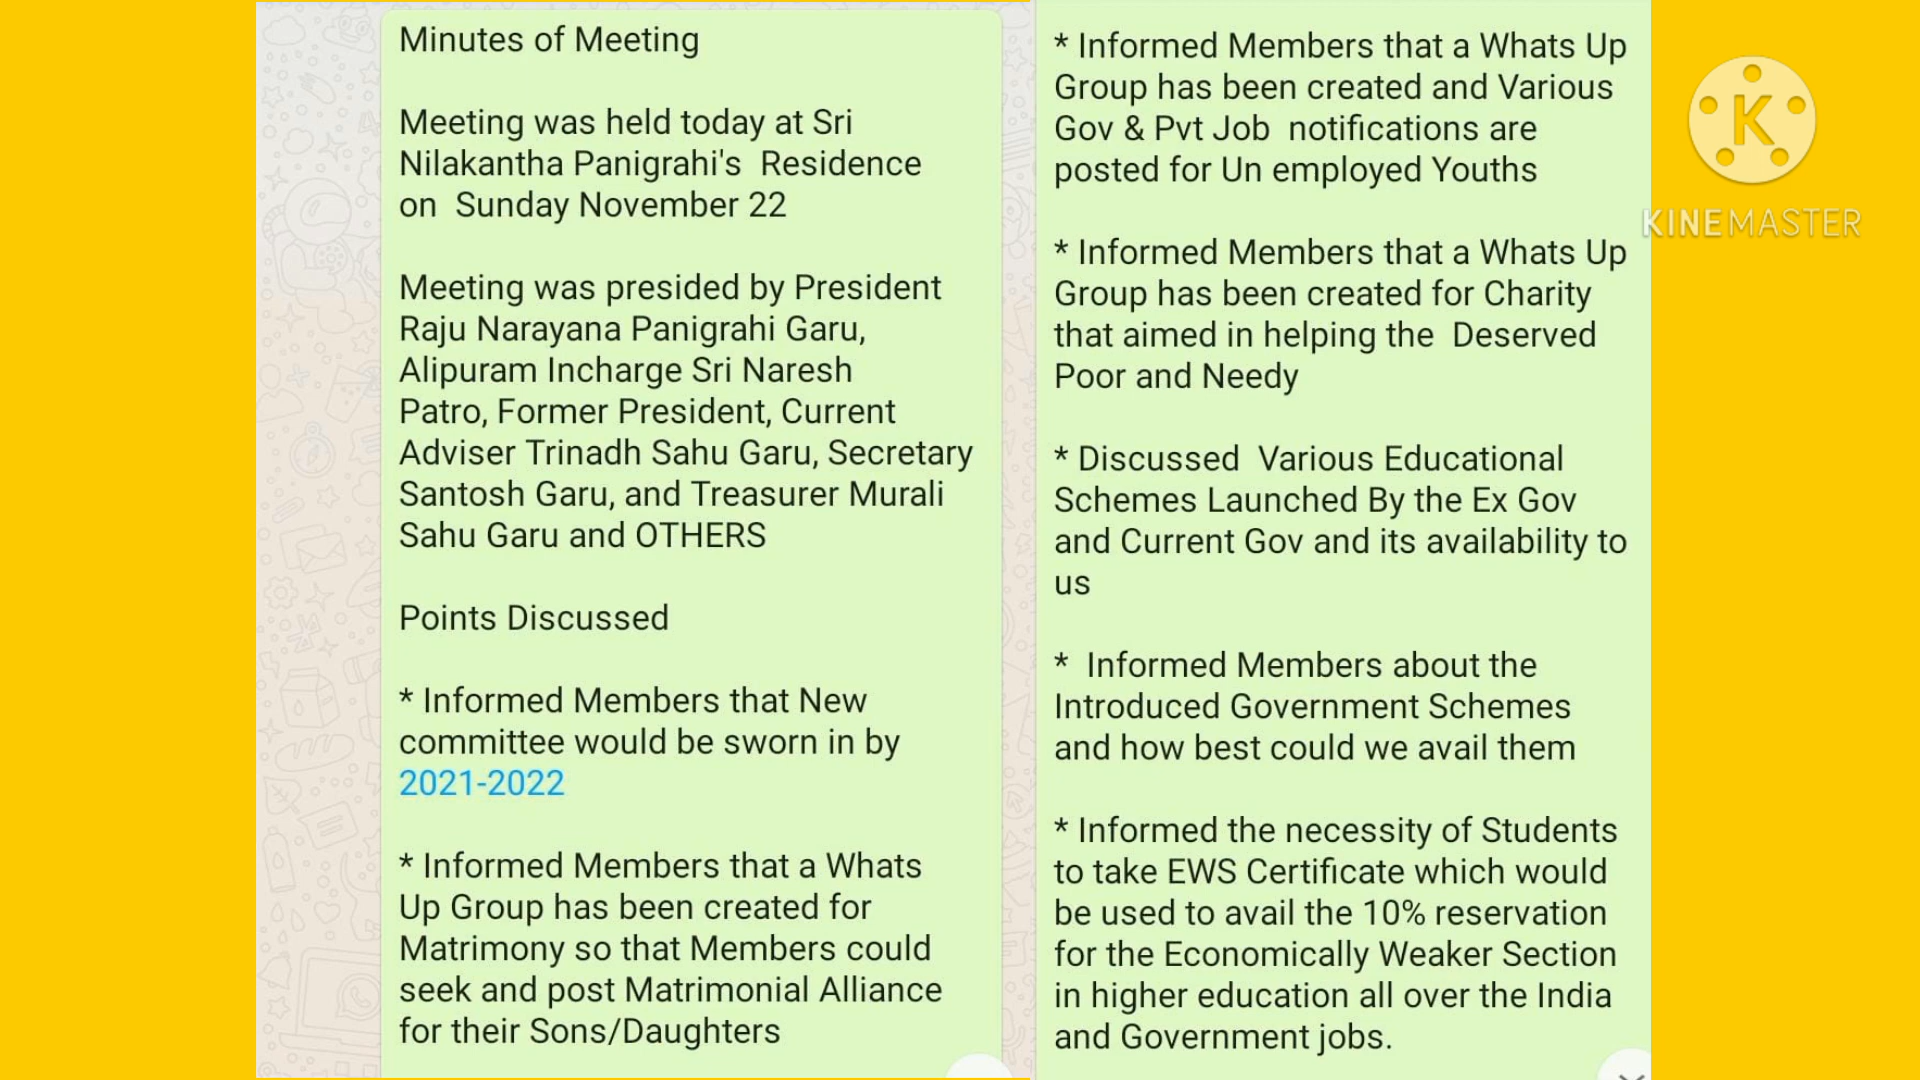 Minutes of Meeting
Meeting was held today at Sri
Nilakantha Panigrahi's  Residence
on  Sunday November 22
Meeting was presided by President
Raju Narayana Panigrahi Garu,
Alipuram Incharge Sri Naresh
Patro, Former President, Current
Adviser Trinadh Sahu Garu, Secretary
Santosh Garu, and Treasurer Murali
Sahu Garu and OTHERS
Points Discussed
* Informed Members that New
committee would be sworn in by
2021-2022
* Informed Members that a Whats
Up Group has been created for
Matrimony so that Members could
seek and post Matrimonial Alliance
for their Sons/Daughters
* Informed Members that a Whats Up
Group has been created and Various
Gov & Pvt Job  notifications are
posted for Un employed Youths
* Informed Members that a Whats Up
Group has been created for Charity
that aimed in helping the  Deserved
Poor and Needy
* Discussed  Various Educational
Schemes Launched By the Ex Gov
and Current Gov and its availability to
us
*  Informed Members about the
Introduced Government Schemes
and how best could we avail them
* Informed the necessity of Students
to take EWS Certificate which would
be used to avail the 10% reservation
for the Economically Weaker Section
in higher education all over the India
and Government jobs.
K
KINEMASTER